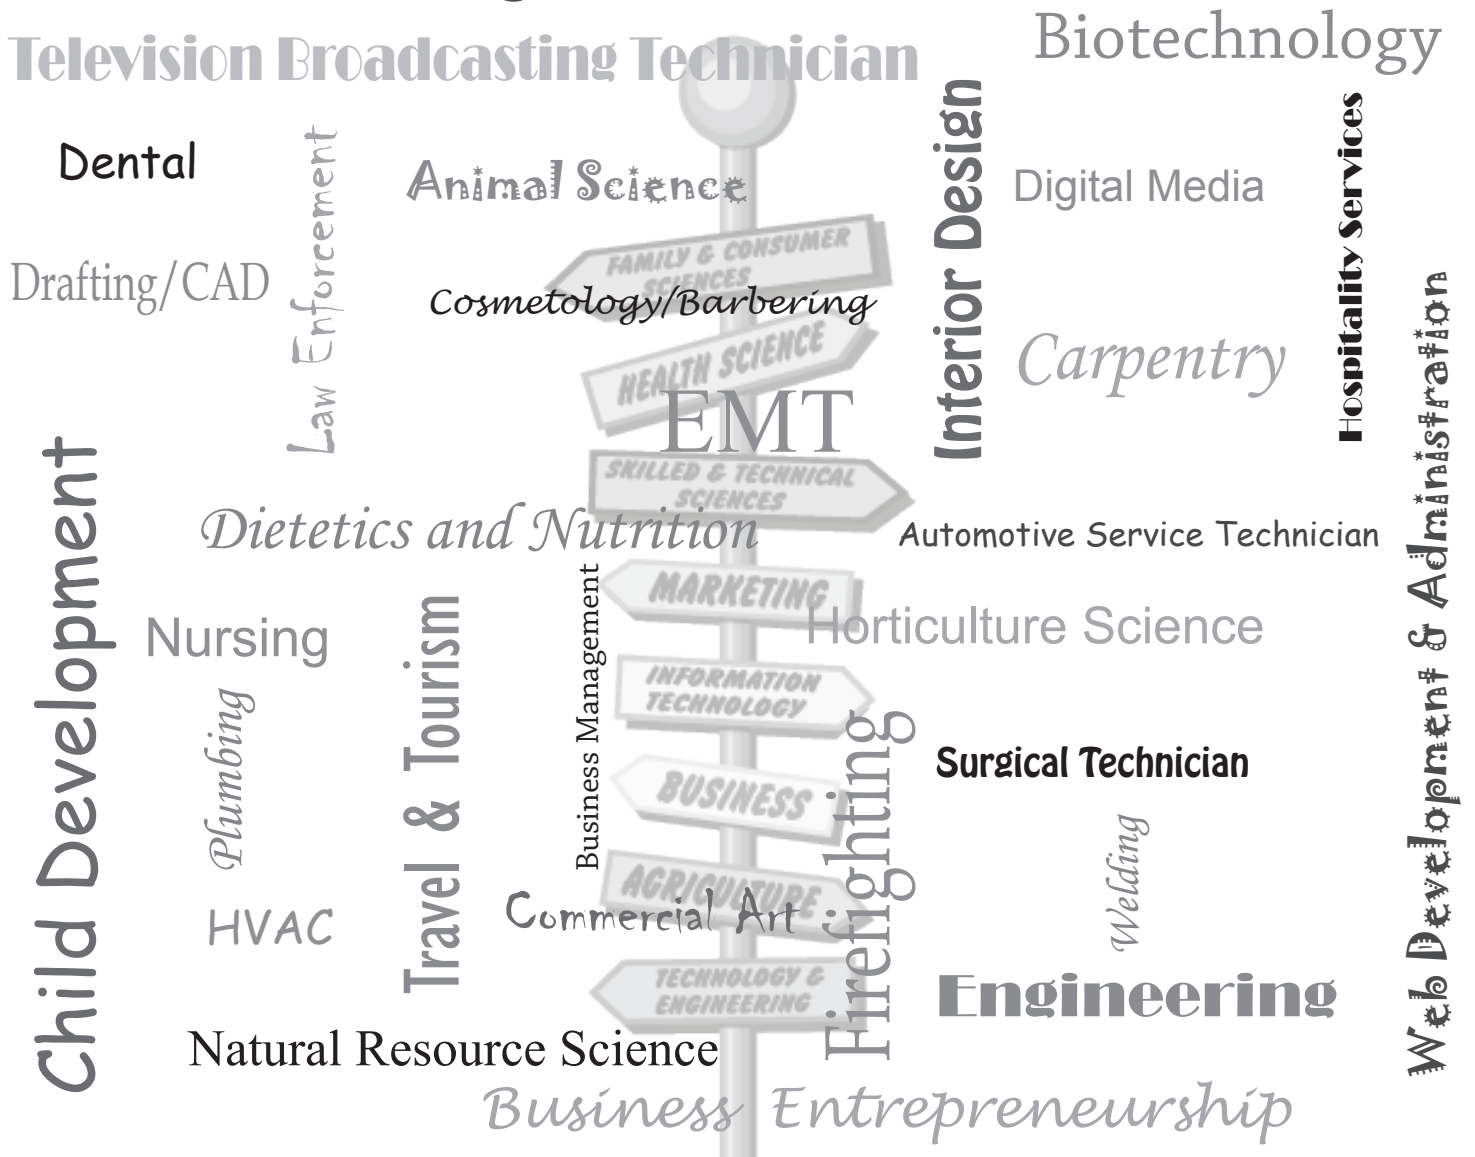 Television Broadcasting Technician
Biotechnology
Dental
Law Enforcement
Animal Science
Interior Design
Digital Media
Hospitality Services
Drafting/CAD
FAMILY & CONSUMER
SCIENCES
Cosmetology/Barbering
HEALTH SCIENCE
EMT
Carpentry
Web Development & Administration
Child Development
SKILLED & TECHNICAL
SCIENCES
Dietetics and Nutrition
Automotive Service Technician
MARKETING
Business Management
Horticulture Science
Nursing
Travel & Tourism
INFORMATION
TECHNOLOGY
Plumbing
Firefighting
Surgical Technician
BUSINESS
Welding
AGRICULTURE
Commercial Art
HVAC
TECHNOLOGY &
ENGINEERING
Engineering
Natural Resource Science
Business Entrepreneurship